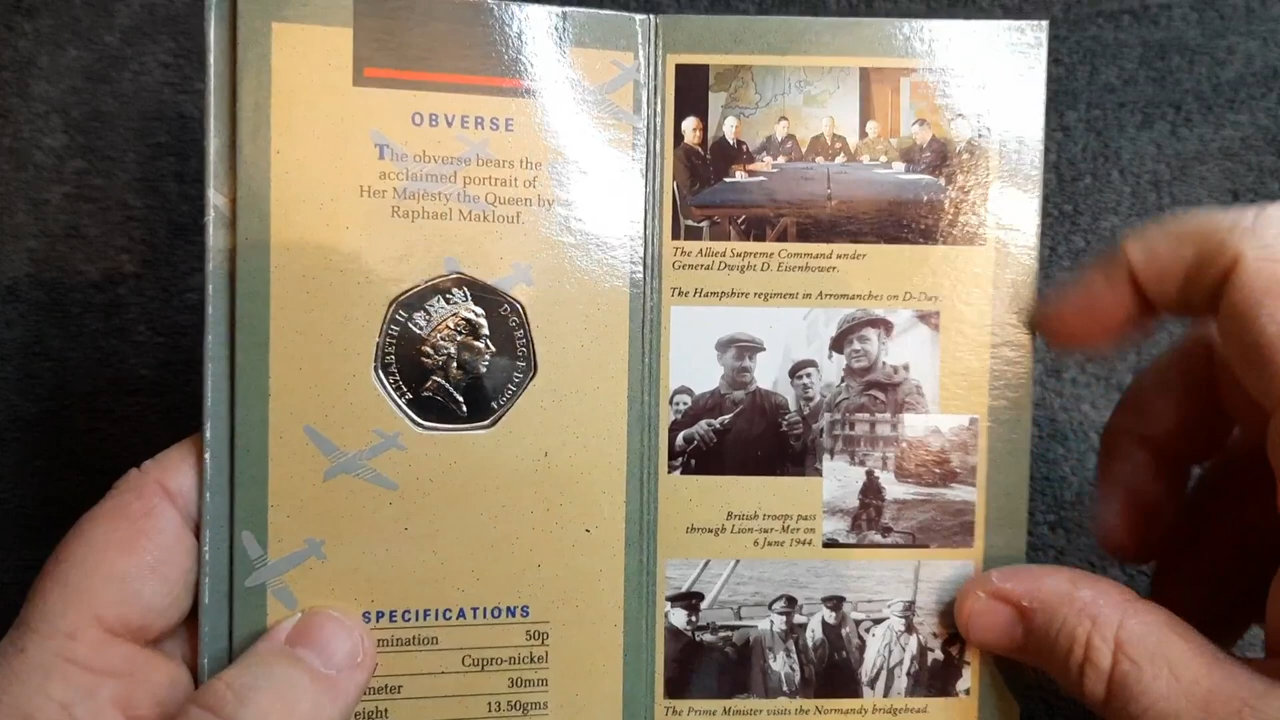 OBVERSE
The obverse bears the
acclaimed portrait of
Her Majesty the Queen by
Raphael Maklouf.
ELIZABETH II
D·G·REG·F·D·1994
SPECIFICATIONS
mination 50p
Cupro-nickel
meter 30mm
eight 13.50gms
The Allied Supreme Command under
General Dwight D. Eisenhower.
The Hampshire regiment in Arromanches on D-Day.
British troops pass
through Lion-sur-Mer on
6 June 1944.
The Prime Minister visits the Normandy bridgehead.